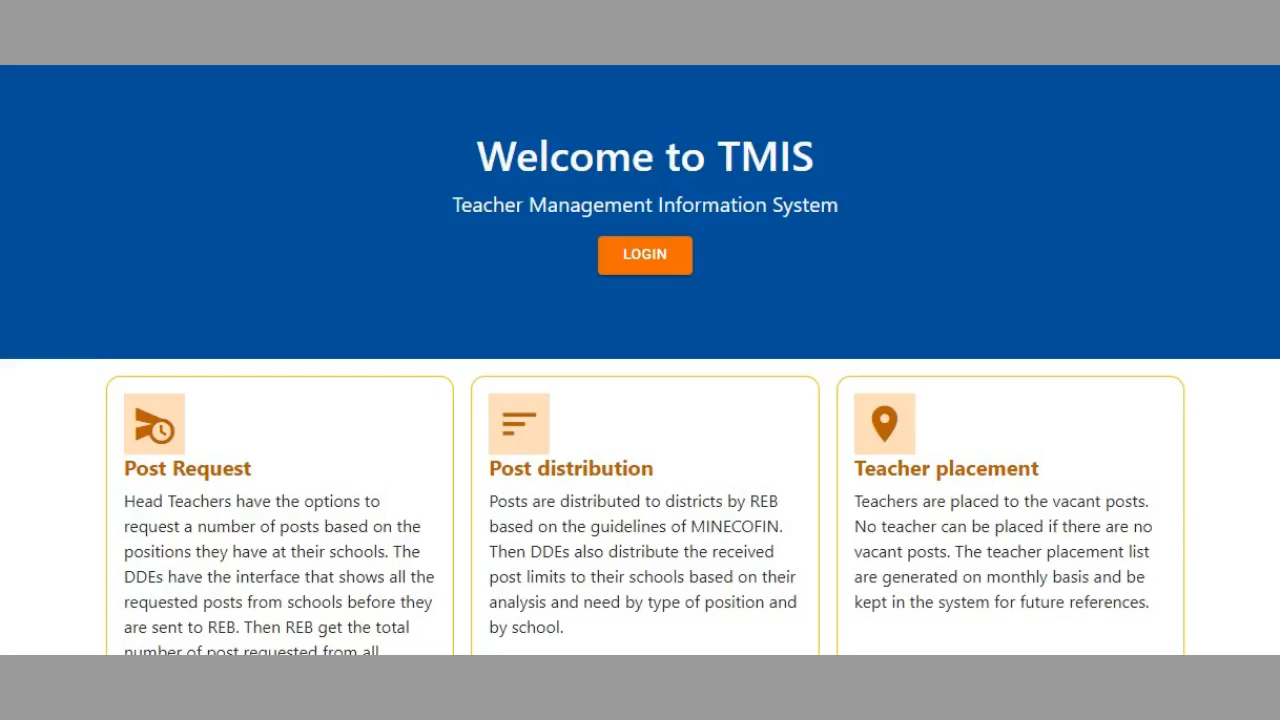 Welcome to TMIS
Teacher Management Information System
LOGIN
Post Request
Head Teachers have the options to
request a number of posts based on the
positions they have at their schools. The
DDEs have the interface that shows all the
requested posts from schools before they
are sent to REB. Then REB get the total
number of post requested from all
Post distribution
Posts are distributed to districts by REB
based on the guidelines of MINECOFIN.
Then DDEs also distribute the received
post limits to their schools based on their
analysis and need by type of position and
by school.
Teacher placement
Teachers are placed to the vacant posts.
No teacher can be placed if there are no
vacant posts. The teacher placement list
are generated on monthly basis and be
kept in the system for future references.